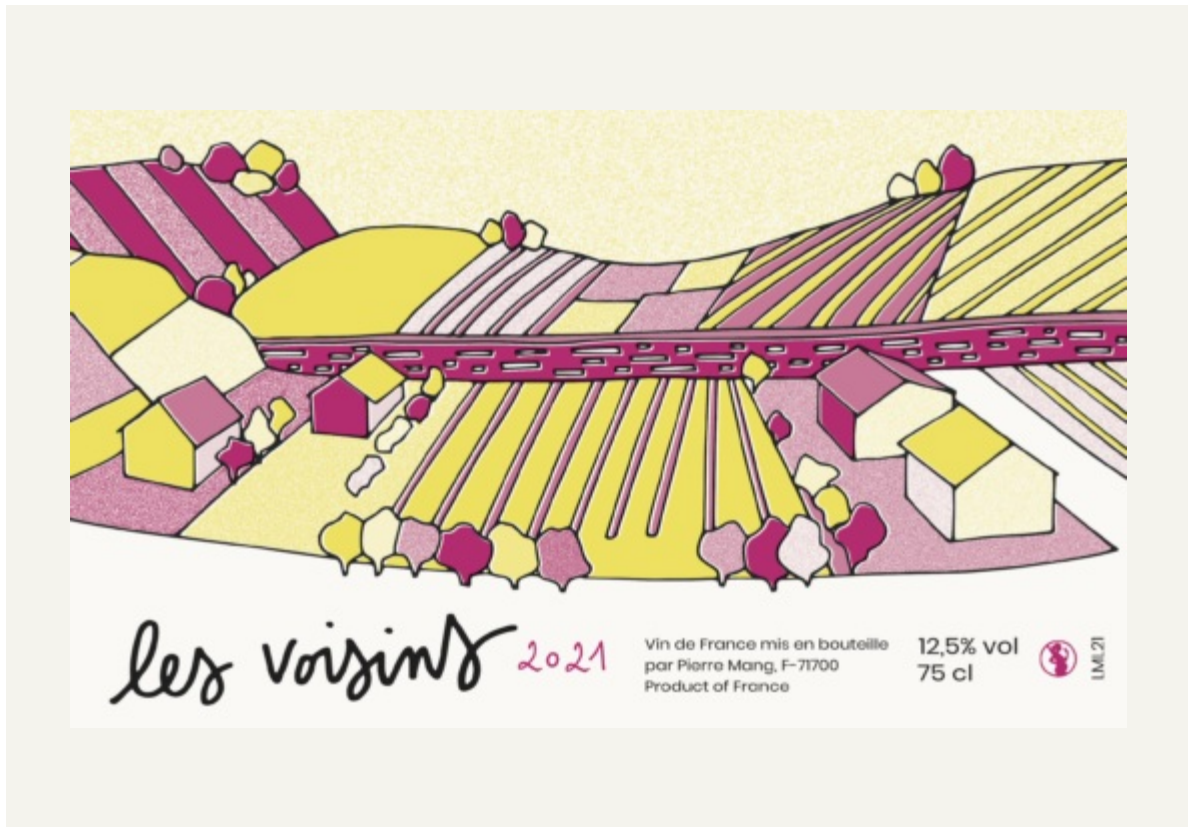 les voisins 2021
Vin de France mis en bouteille
par Pierre Mang, F-71700
Product of France
12,5% vol
75 cl
LML21